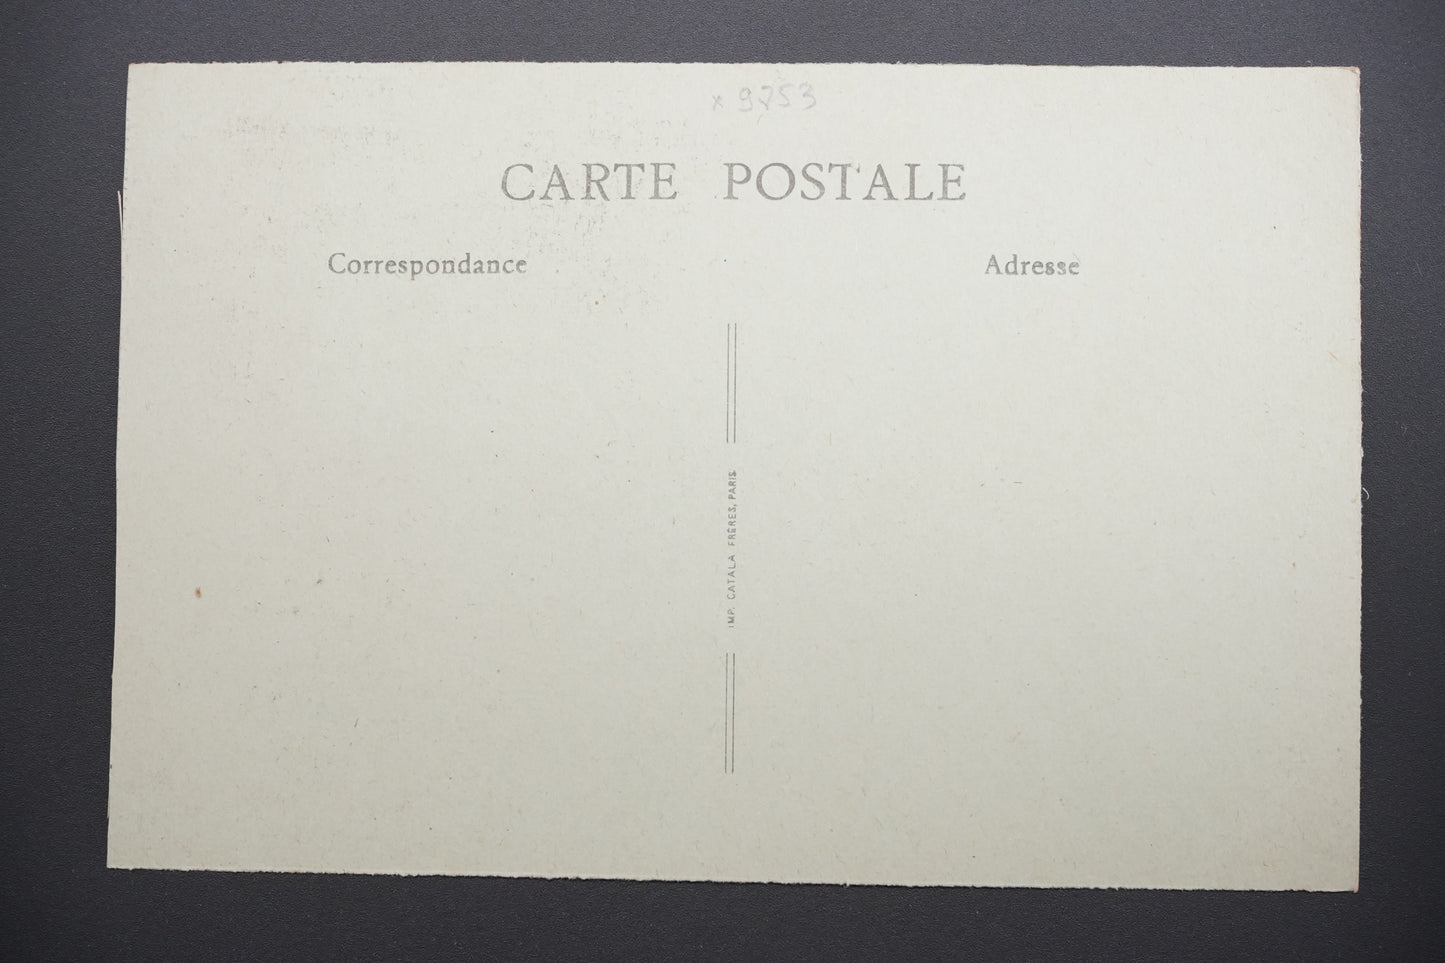 x 9753
CARTE POSTALE
Correspondance
Adresse
IMP. CATALA FRÈRES, PARIS